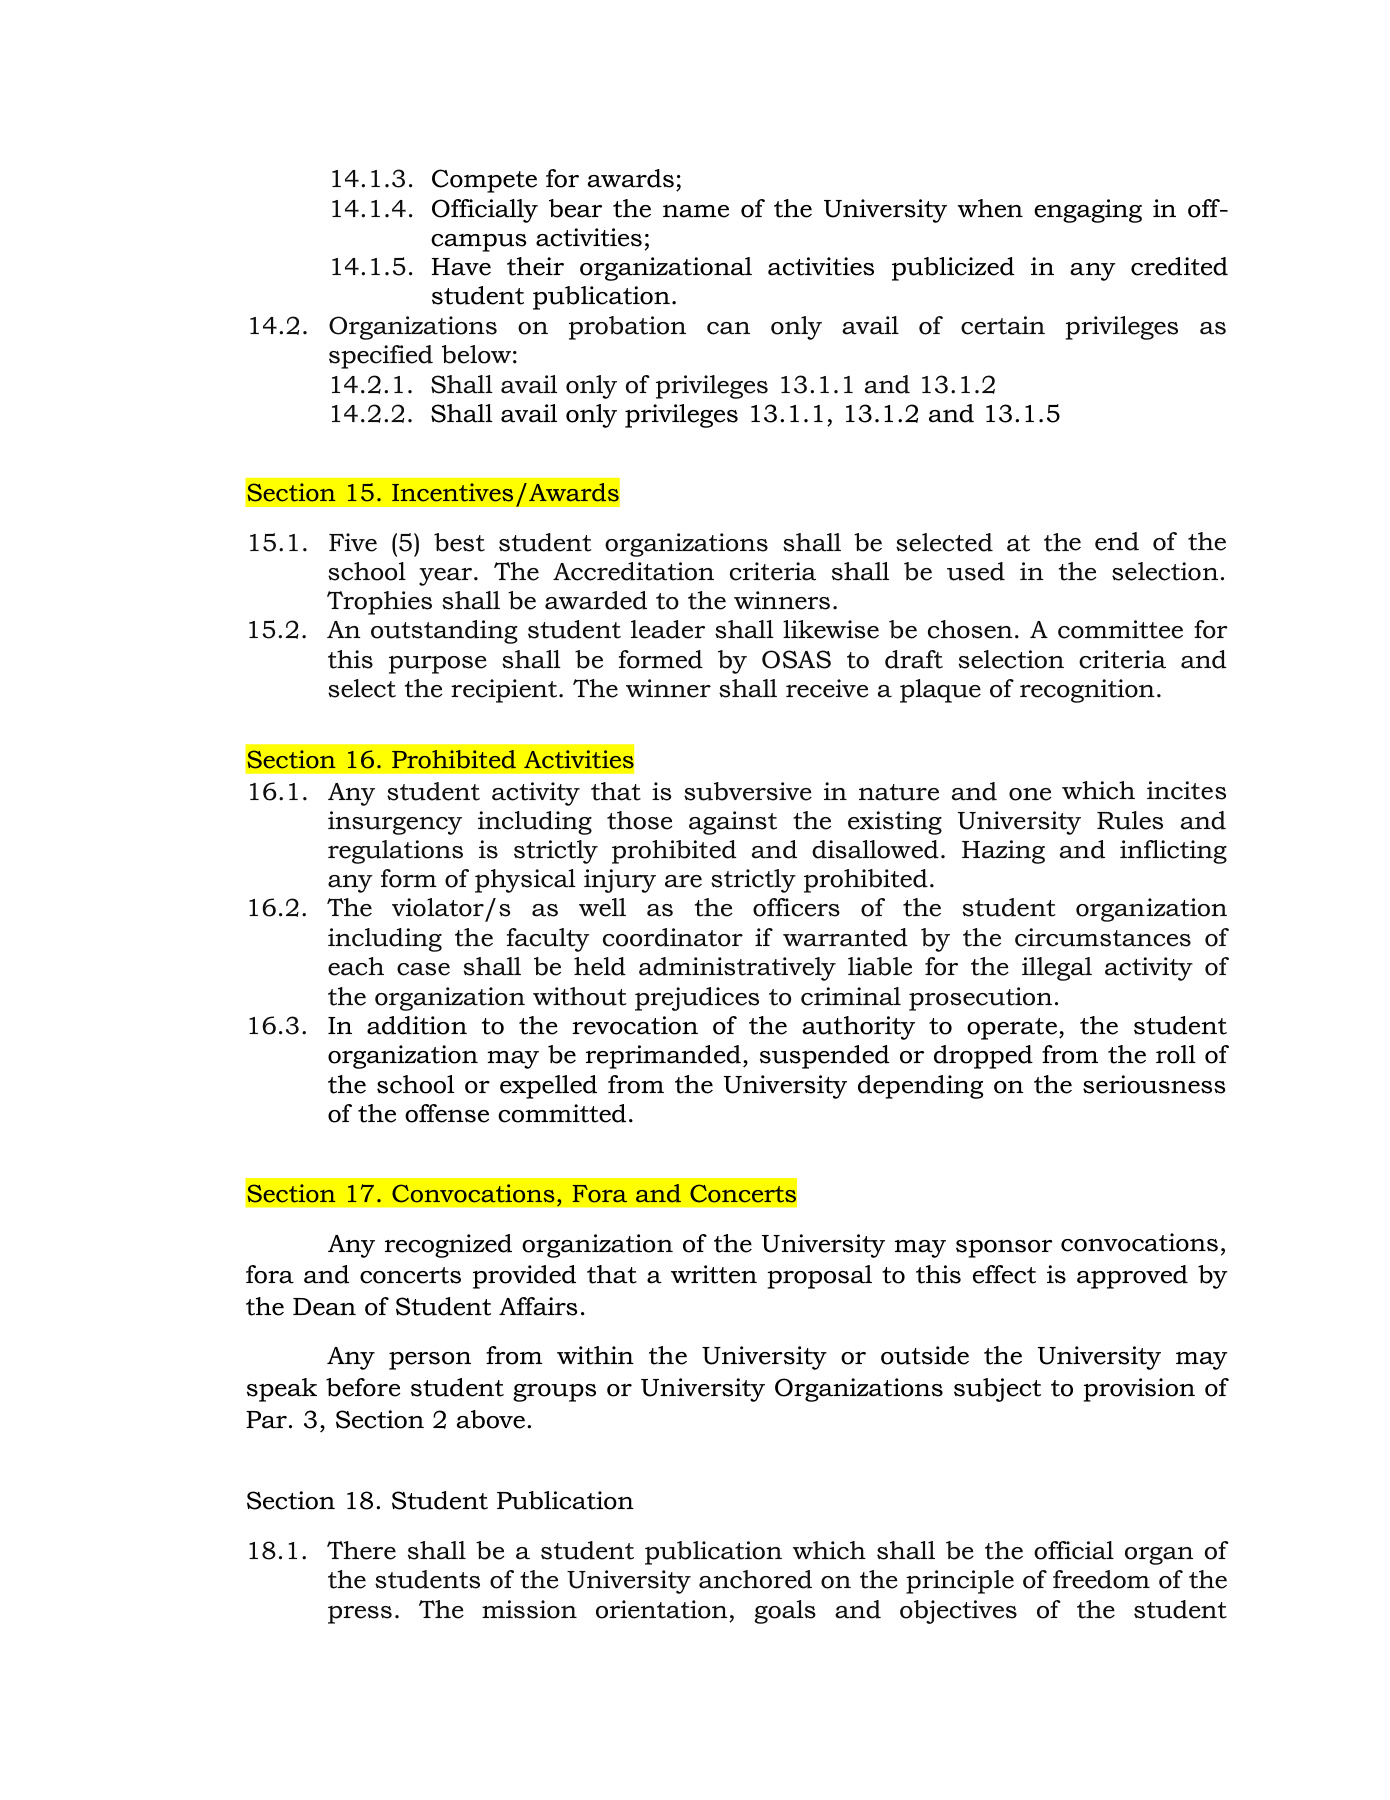 14.1.3. Compete for awards;
14.1.4. Officially bear the name of the University when engaging in off-
campus activities;
14.1.5. Have their organizational activities publicized in any credited
student publication.
14.2. Organizations on probation can only avail of certain privileges as
specified below:
14.2.1. Shall avail only of privileges 13.1.1 and 13.1.2
14.2.2. Shall avail only privileges 13.1.1, 13.1.2 and 13.1.5
Section 15. Incentives/Awards
15.1. Five (5) best student organizations shall be selected at the end of the
school year. The Accreditation criteria shall be used in the selection.
Trophies shall be awarded to the winners.
15.2. An outstanding student leader shall likewise be chosen. A committee for
this purpose shall be formed by OSAS to draft selection criteria and
select the recipient. The winner shall receive a plaque of recognition.
Section 16. Prohibited Activities
16.1. Any student activity that is subversive in nature and one which incites
insurgency including those against the existing University Rules and
regulations is strictly prohibited and disallowed. Hazing and inflicting
any form of physical injury are strictly prohibited.
16.2. The violator/s as well as the officers of the student organization
including the faculty coordinator if warranted by the circumstances of
each case shall be held administratively liable for the illegal activity of
the organization without prejudices to criminal prosecution.
16.3. In addition to the revocation of the authority to operate, the student
organization may be reprimanded, suspended or dropped from the roll of
the school or expelled from the University depending on the seriousness
of the offense committed.
Section 17. Convocations, Fora and Concerts
Any recognized organization of the University may sponsor convocations,
fora and concerts provided that a written proposal to this effect is approved by
the Dean of Student Affairs.
Any person from within the University or outside the University may
speak before student groups or University Organizations subject to provision of
Par. 3, Section 2 above.
Section 18. Student Publication
18.1. There shall be a student publication which shall be the official organ of
the students of the University anchored on the principle of freedom of the
press. The mission orientation, goals and objectives of the student